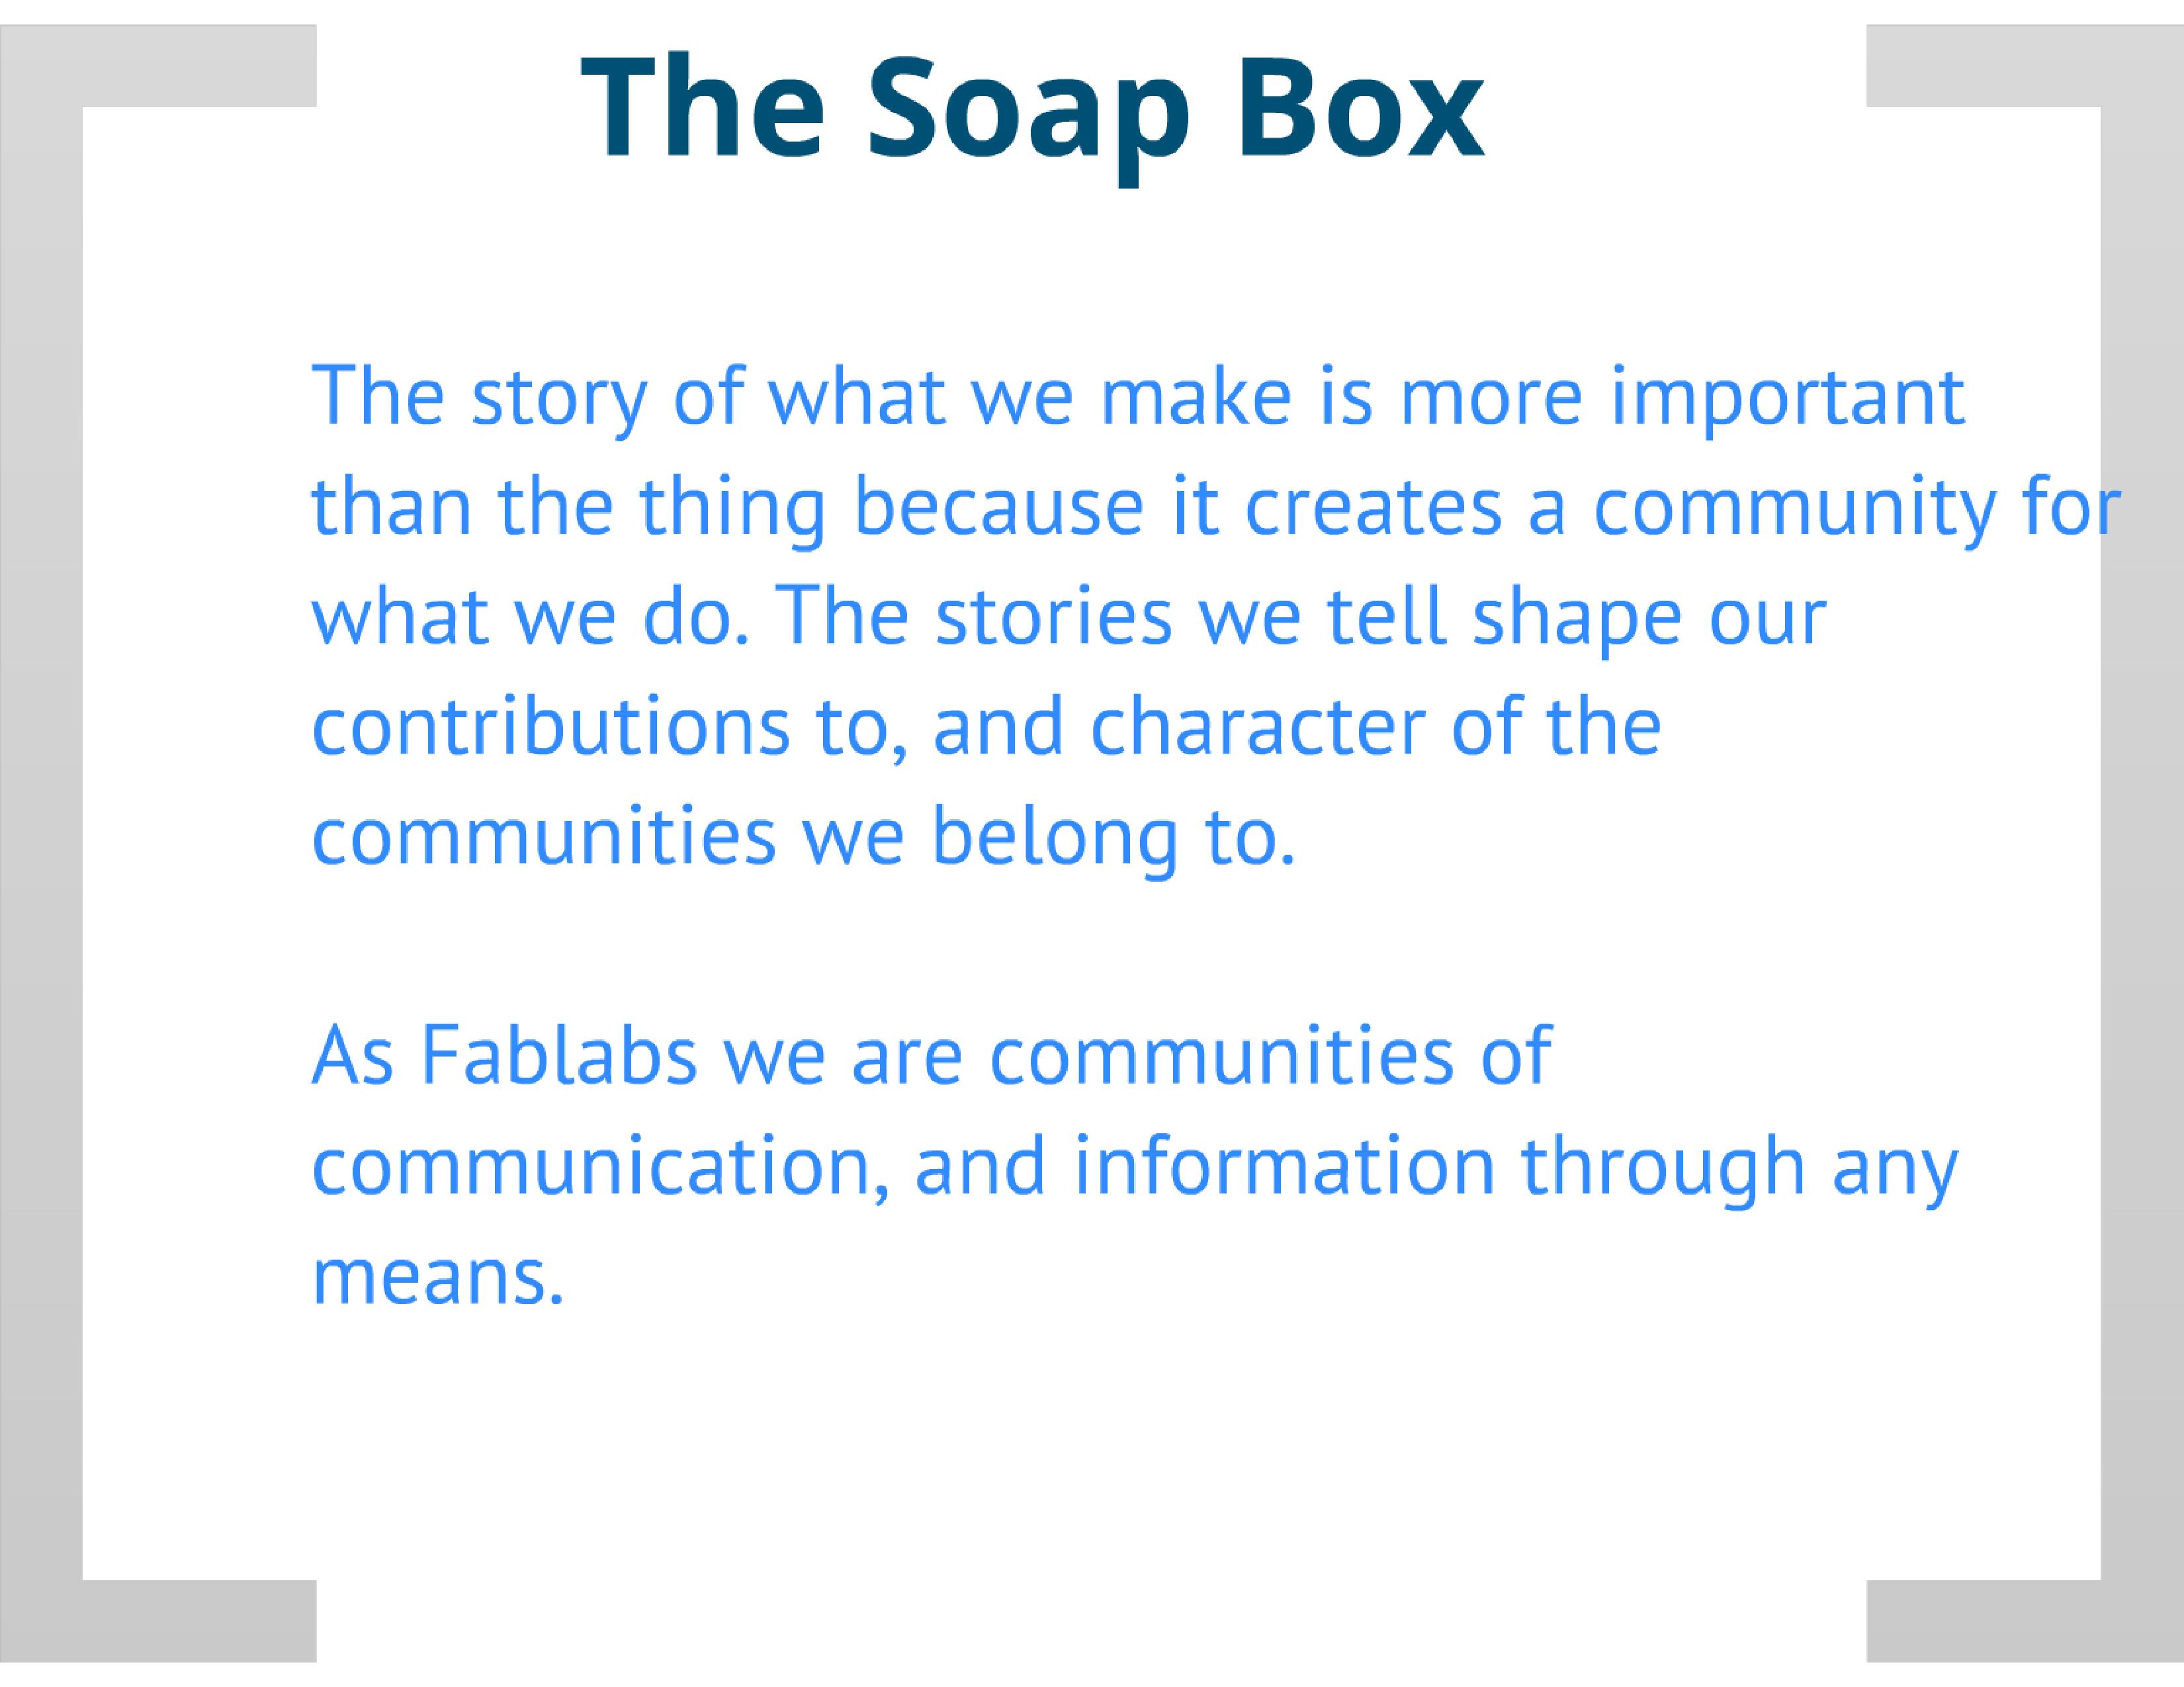 The Soap Box
The story of what we make is more important
than the thing because it creates a community for
what we do. The stories we tell shape our
contributions to, and character of the
communities we belong to.
As Fablabs we are communities of
communication, and information through any
means.